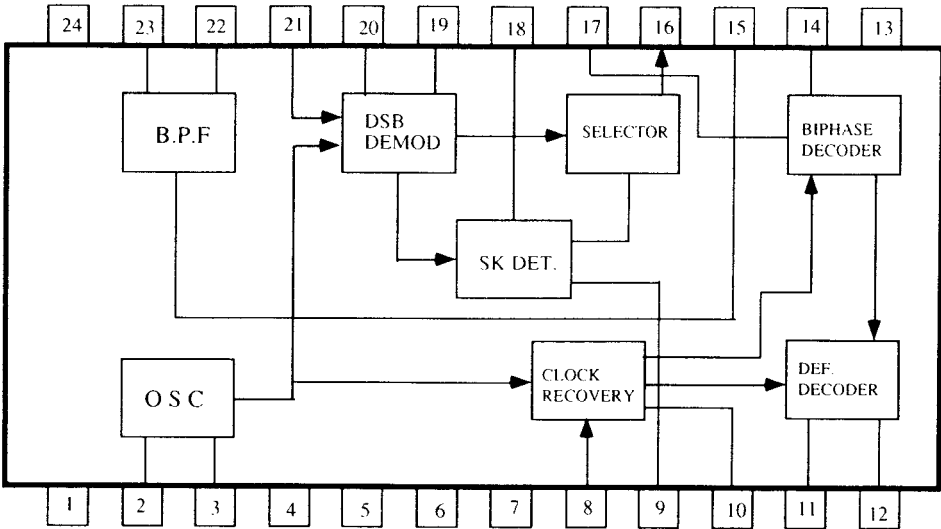 24 23 22 21 20 19 18 17 16 15 14 13
B.P.F
DSB
DEMOD
SELECTOR
BIPHASE
DECODER
SK DET.
OSC
CLOCK
RECOVERY
DEF.
DECODER
1 2 3 4 5 6 7 8 9 10 11 12